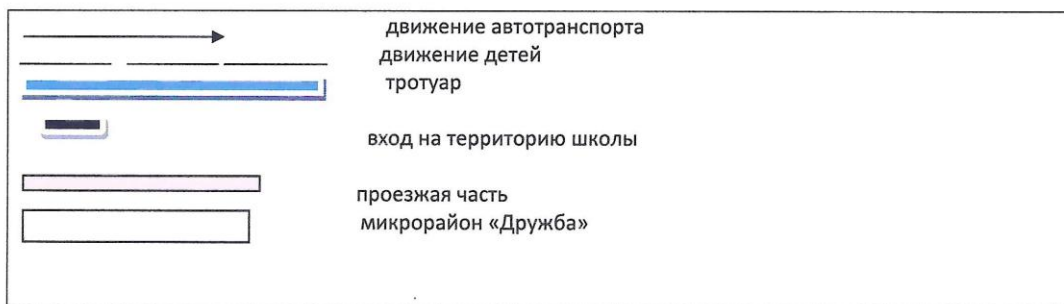 движение автотранспорта
движение детей
тротуар
вход на территорию школы
проезжая часть
микрорайон «Дружба»